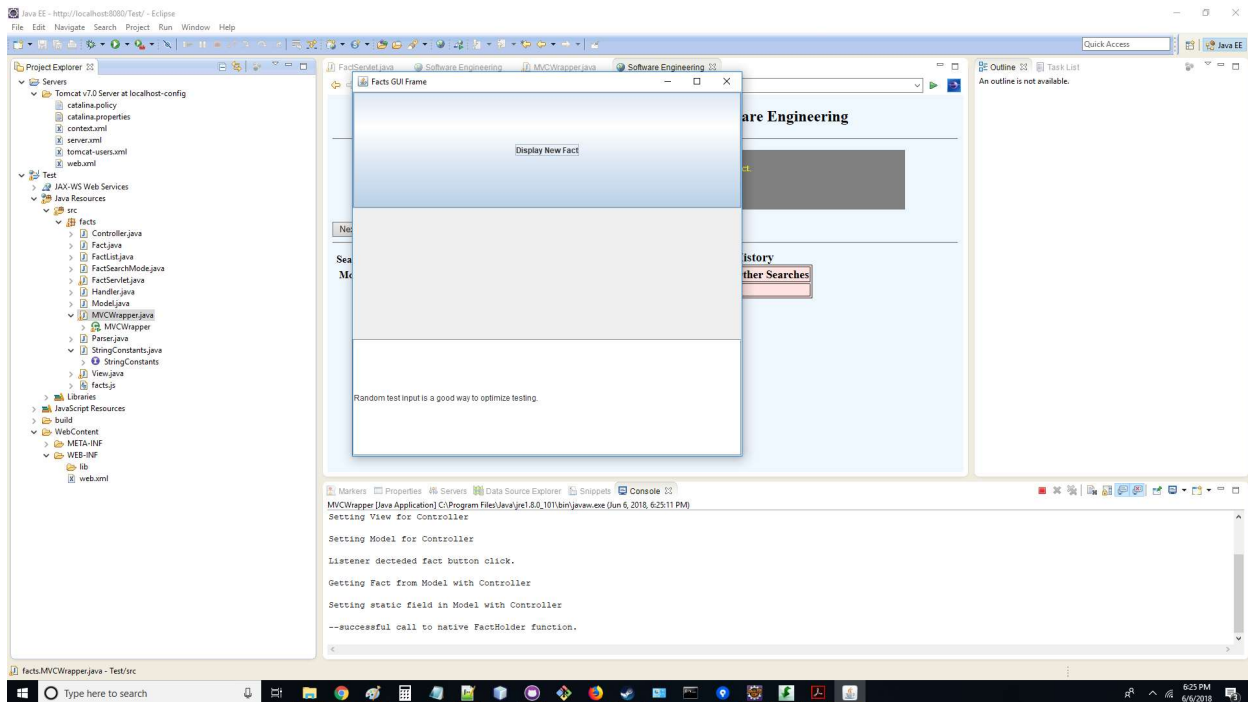 Java EE - http://localhost:8080/Test/ - Eclipse
File Edit Navigate Search Project Run Window Help
Quick Access
Java EE
Project Explorer
Servers
Tomcat v7.0 Server at localhost-config
catalina.policy
catalina.properties
context.xml
server.xml
tomcat-users.xml
web.xml
Test
JAX-WS Web Services
Java Resources
src
facts
Controller.java
Fact.java
FactList.java
FactSearchMode.java
FactServlet.java
Handler.java
Model.java
MVCWrapper.java
MVCWrapper
Parser.java
StringConstants.java
StringConstants
View.java
facts.js
Libraries
JavaScript Resources
build
WebContent
META-INF
WEB-INF
lib
web.xml
FactServlet.java Software Engineering MVCWrapper.java Software Engineering
Facts GUI Frame
Display New Fact
Random test input is a good way to optimize testing.
are Engineering
ct.
Ne
Sea
Mo
istory
ther Searches
Outline Task List
An outline is not available.
Markers Properties Servers Data Source Explorer Snippets Console
MVCWrapper [Java Application] C:\Program Files\Java\jre1.8.0_101\bin\javaw.exe (Jun 6, 2018, 6:25:11 PM)
Setting View for Controller
Setting Model for Controller
Listener decteded fact button click.
Getting Fact from Model with Controller
Setting static field in Model with Controller
--successful call to native FactHolder function.
facts.MVCWrapper.java - Test/src
Type here to search
6:25 PM
6/6/2018